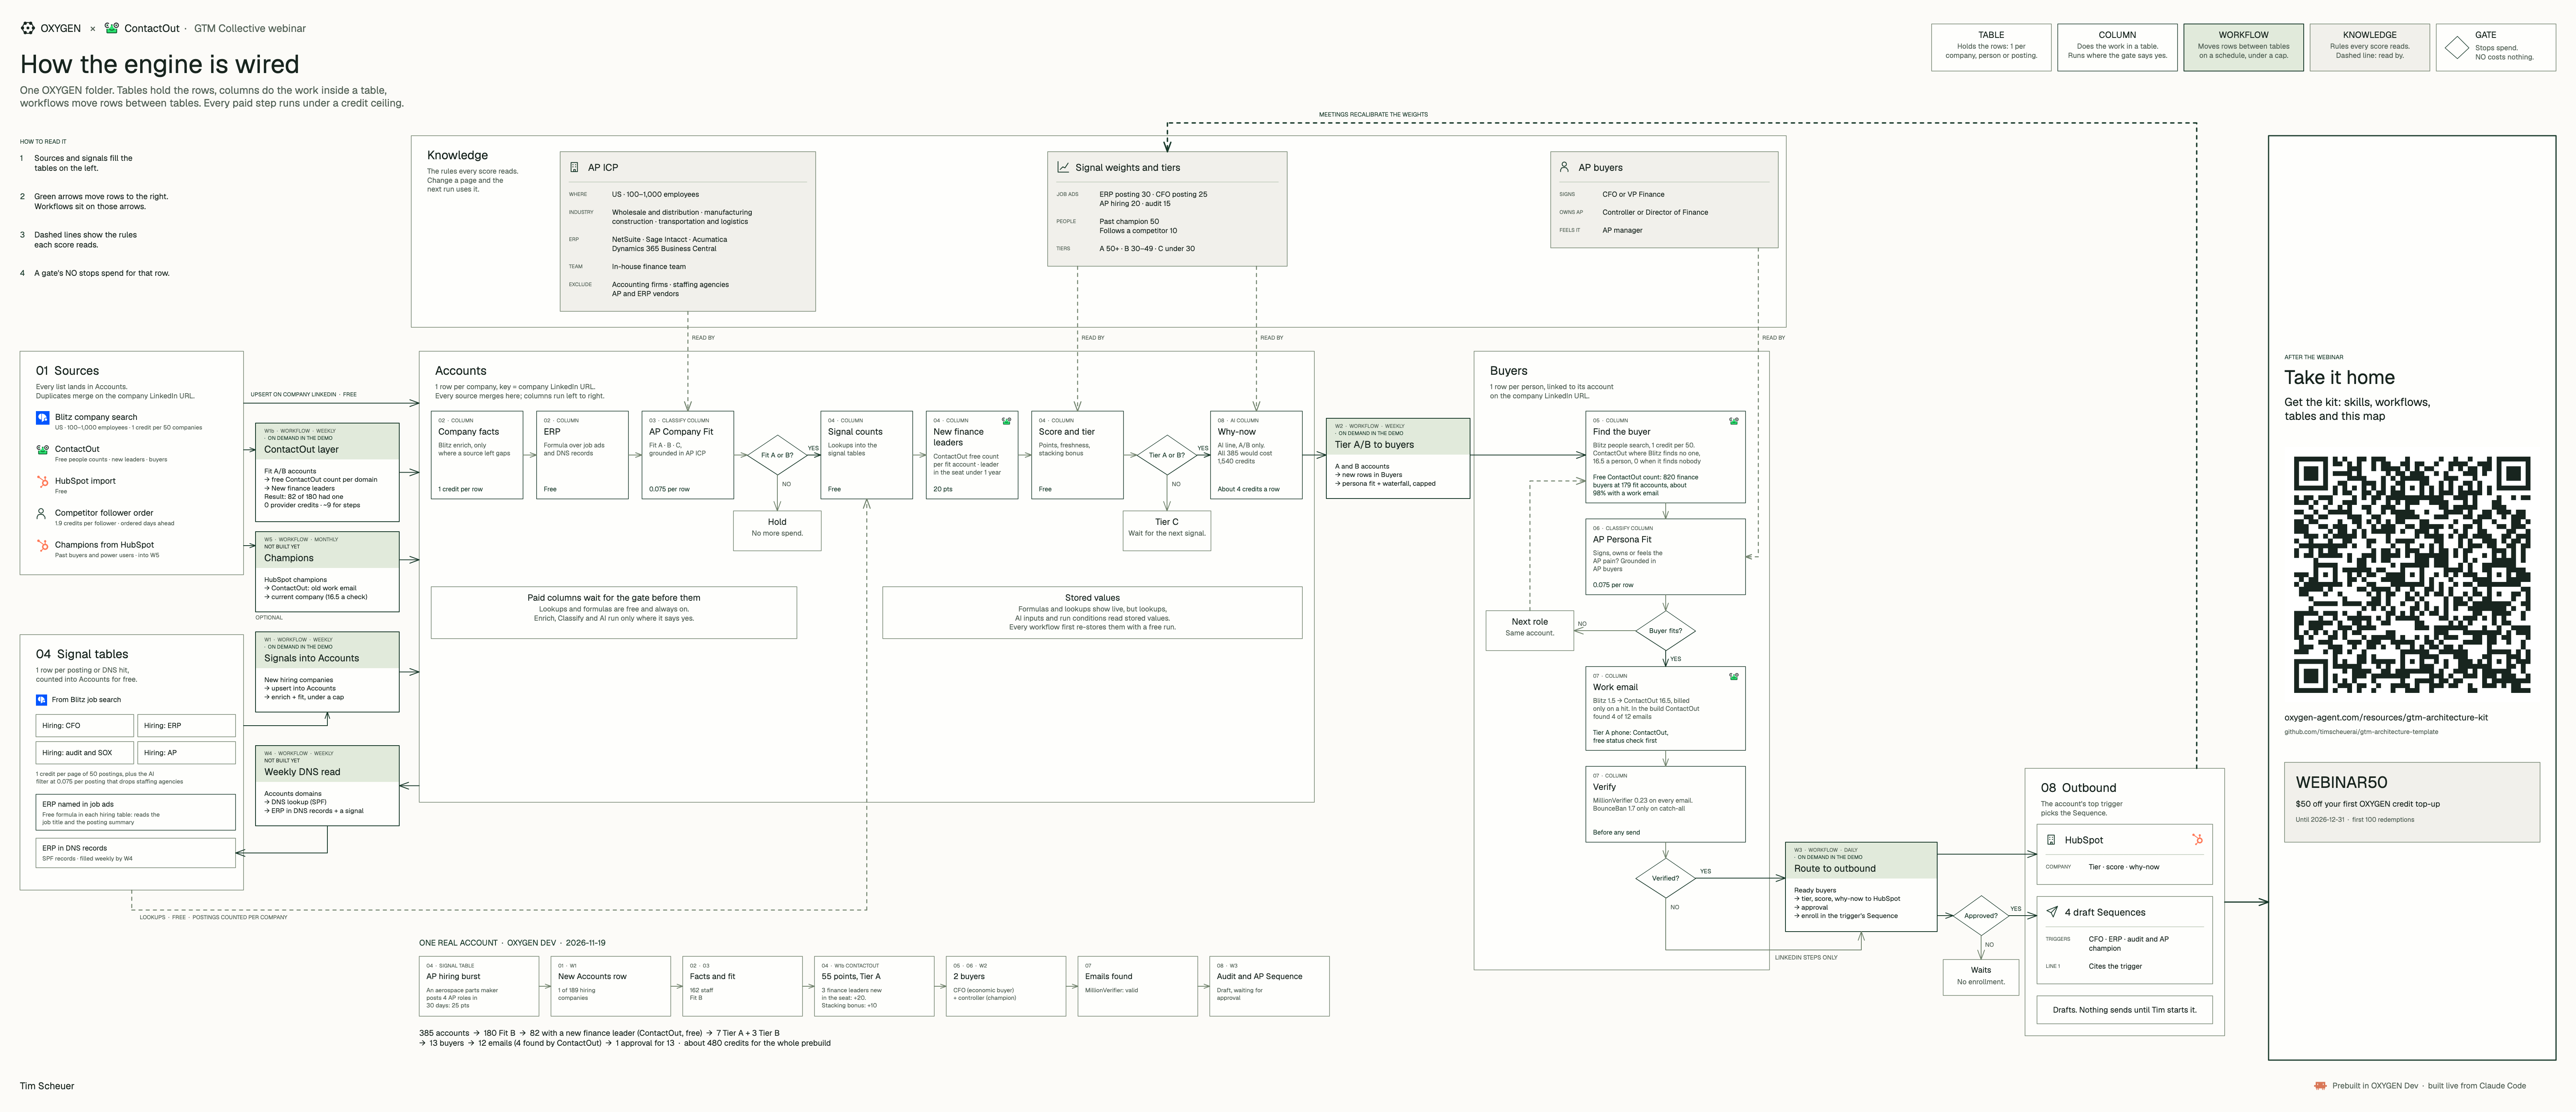 OXYGEN × ContactOut · GTM Collective webinar
How the engine is wired
One OXYGEN folder. Tables hold the rows, columns do the work inside a table,
workflows move rows between tables. Every paid step runs under a credit ceiling.
TABLE
Holds the rows: 1 per
company, person or posting.
COLUMN
Does the work in a table.
Runs where the gate says yes.
WORKFLOW
Moves rows between tables
on a schedule, under a cap.
KNOWLEDGE
Rules every score reads.
Dashed line: read by.
GATE
Stops spend.
NO costs nothing.
HOW TO READ IT
1 Sources and signals fill the
tables on the left.
2 Green arrows move rows to the right.
Workflows sit on those arrows.
3 Dashed lines show the rules
each score reads.
4 A gate's NO stops spend for that row.
MEETINGS RECALIBRATE THE WEIGHTS
Knowledge
The rules every score reads.
Change a page and the
next run uses it.
AP ICP
WHERE US · 100–1,000 employees
INDUSTRY Wholesale and distribution · manufacturing
construction · transportation and logistics
ERP NetSuite · Sage Intacct · Acumatica
Dynamics 365 Business Central
TEAM In-house finance team
EXCLUDE Accounting firms · staffing agencies
AP and ERP vendors
Signal weights and tiers
JOB ADS ERP posting 30 · CFO posting 25
AP hiring 20 · audit 15
PEOPLE Past champion 50
Follows a competitor 10
TIERS A 50+ · B 30–49 · C under 30
AP buyers
SIGNS CFO or VP Finance
OWNS AP Controller or Director of Finance
FEELS IT AP manager
READ BY
READ BY
READ BY
READ BY
01 Sources
Every list lands in Accounts.
Duplicates merge on the company LinkedIn URL.
Blitz company search
US · 100–1,000 employees · 1 credit per 50 companies
ContactOut
Free people counts · new leaders · buyers
HubSpot import
Free
Competitor follower order
1.9 credits per follower · ordered days ahead
Champions from HubSpot
Past buyers and power users · into W5
UPSERT ON COMPANY LINKEDIN · FREE
W1b · WORKFLOW · WEEKLY
· ON DEMAND IN THE DEMO
ContactOut layer
Fit A/B accounts
→ free ContactOut count per domain
→ New finance leaders
Result: 82 of 180 had one
0 provider credits · ~9 for steps
W5 · WORKFLOW · MONTHLY
NOT BUILT YET
Champions
HubSpot champions
→ ContactOut: old work email
→ current company (16.5 a check)
OPTIONAL
W1 · WORKFLOW · WEEKLY
· ON DEMAND IN THE DEMO
Signals into Accounts
New hiring companies
→ upsert into Accounts
→ enrich + fit, under a cap
W4 · WORKFLOW · WEEKLY
NOT BUILT YET
Weekly DNS read
Accounts domains
→ DNS lookup (SPF)
→ ERP in DNS records + a signal
04 Signal tables
1 row per posting or DNS hit,
counted into Accounts for free.
From Blitz job search
Hiring: CFO
Hiring: ERP
Hiring: audit and SOX
Hiring: AP
1 credit per page of 50 postings, plus the AI
filter at 0.075 per posting that drops staffing agencies
ERP named in job ads
Free formula in each hiring table: reads the
job title and the posting summary
ERP in DNS records
SPF records · filled weekly by W4
LOOKUPS · FREE · POSTINGS COUNTED PER COMPANY
Accounts
1 row per company, key = company LinkedIn URL.
Every source merges here; columns run left to right.
02 · COLUMN
Company facts
Blitz enrich, only
where a source left gaps
1 credit per row
02 · COLUMN
ERP
Formula over job ads
and DNS records
Free
03 · CLASSIFY COLUMN
AP Company Fit
Fit A · B · C,
grounded in AP ICP
0.075 per row
Fit A or B?
YES
NO
Hold
No more spend.
04 · COLUMN
Signal counts
Lookups into the
signal tables
Free
04 · COLUMN
New finance
leaders
ContactOut free count
per fit account · leader
in the seat under 1 year
20 pts
04 · COLUMN
Score and tier
Points, freshness,
stacking bonus
Free
Tier A or B?
YES
NO
Tier C
Wait for the next signal.
08 · AI COLUMN
Why-now
AI line, A/B only.
All 385 would cost
1,540 credits
About 4 credits a row
Paid columns wait for the gate before them
Lookups and formulas are free and always on.
Enrich, Classify and AI run only where it says yes.
Stored values
Formulas and lookups show live, but lookups,
AI inputs and run conditions read stored values.
Every workflow first re-stores them with a free run.
W2 · WORKFLOW · WEEKLY
· ON DEMAND IN THE DEMO
Tier A/B to buyers
A and B accounts
→ new rows in Buyers
→ persona fit + waterfall, capped
Buyers
1 row per person, linked to its account
on the company LinkedIn URL.
05 · COLUMN
Find the buyer
Blitz people search, 1 credit per 50.
ContactOut where Blitz finds no one,
16.5 a person, 0 when it finds nobody
Free ContactOut count: 820 finance
buyers at 179 fit accounts, about
98% with a work email
06 · CLASSIFY COLUMN
AP Persona Fit
Signs, owns or feels the
AP pain? Grounded in
AP buyers
0.075 per row
Next role
Same account.
NO
Buyer fits?
YES
07 · COLUMN
Work email
Blitz 1.5 → ContactOut 16.5, billed
only on a hit. In the build ContactOut
found 4 of 12 emails
Tier A phone: ContactOut,
free status check first
07 · COLUMN
Verify
MillionVerifier 0.23 on every email.
BounceBan 1.7 only on catch-all
Before any send
Verified?
YES
NO
LINKEDIN STEPS ONLY
W3 · WORKFLOW · DAILY
· ON DEMAND IN THE DEMO
Route to outbound
Ready buyers
→ tier, score, why-now to HubSpot
→ approval
→ enroll in the trigger's Sequence
Approved?
YES
NO
Waits
No enrollment.
08 Outbound
The account's top trigger
picks the Sequence.
HubSpot
COMPANY Tier · score · why-now
4 draft Sequences
TRIGGERS CFO · ERP · audit and AP
champion
LINE 1 Cites the trigger
Drafts. Nothing sends until Tim starts it.
AFTER THE WEBINAR
Take it home
Get the kit: skills, workflows,
tables and this map
oxygen-agent.com/resources/gtm-architecture-kit
github.com/timscheuerai/gtm-architecture-template
WEBINAR50
$50 off your first OXYGEN credit top-up
Until 2026-12-31 · first 100 redemptions
ONE REAL ACCOUNT · OXYGEN DEV · 2026-11-19
04 · SIGNAL TABLE
AP hiring burst
An aerospace parts maker
posts 4 AP roles in
30 days: 25 pts
01 · W1
New Accounts row
1 of 189 hiring
companies
02 · 03
Facts and fit
162 staff
Fit B
04 · W1b CONTACTOUT
55 points, Tier A
3 finance leaders new
in the seat: +20.
Stacking bonus: +10
05 · 06 · W2
2 buyers
CFO (economic buyer)
+ controller (champion)
07
Emails found
MillionVerifier: valid
08 · W3
Audit and AP Sequence
Draft, waiting for
approval
385 accounts → 180 Fit B → 82 with a new finance leader (ContactOut, free) → 7 Tier A + 3 Tier B
→ 13 buyers → 12 emails (4 found by ContactOut) → 1 approval for 13 · about 480 credits for the whole prebuild
Tim Scheuer
Prebuilt in OXYGEN Dev · built live from Claude Code